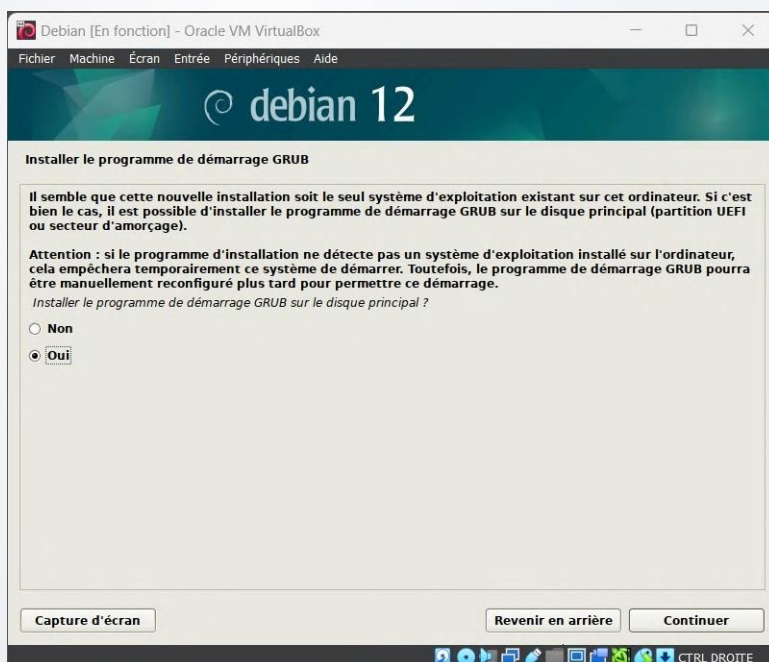 Debian [En fonction] - Oracle VM VirtualBox
Fichier Machine Écran Entrée Périphériques Aide
debian 12
Installer le programme de démarrage GRUB
Il semble que cette nouvelle installation soit le seul système d'exploitation existant sur cet ordinateur. Si c'est
bien le cas, il est possible d'installer le programme de démarrage GRUB sur le disque principal (partition UEFI
ou secteur d'amorçage).
Attention : si le programme d'installation ne détecte pas un système d'exploitation installé sur l'ordinateur,
cela empêchera temporairement ce système de démarrer. Toutefois, le programme de démarrage GRUB pourra
être manuellement reconfiguré plus tard pour permettre ce démarrage.
Installer le programme de démarrage GRUB sur le disque principal ?
Non
Oui
Capture d'écran Revenir en arrière Continuer
CTRL DROITE